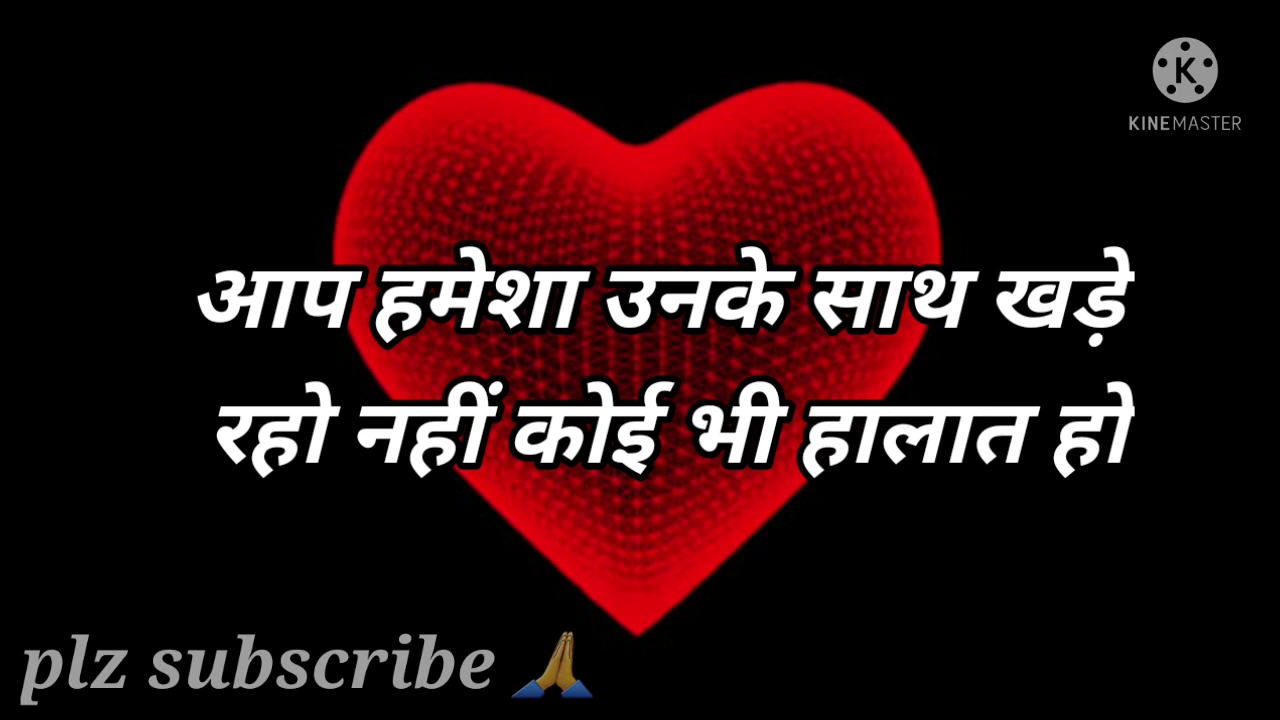 K
KINEMASTER
आप हमेशा उनके साथ खड़े
रहो नहीं कोई भी हालात हो
plz subscribe 🙏